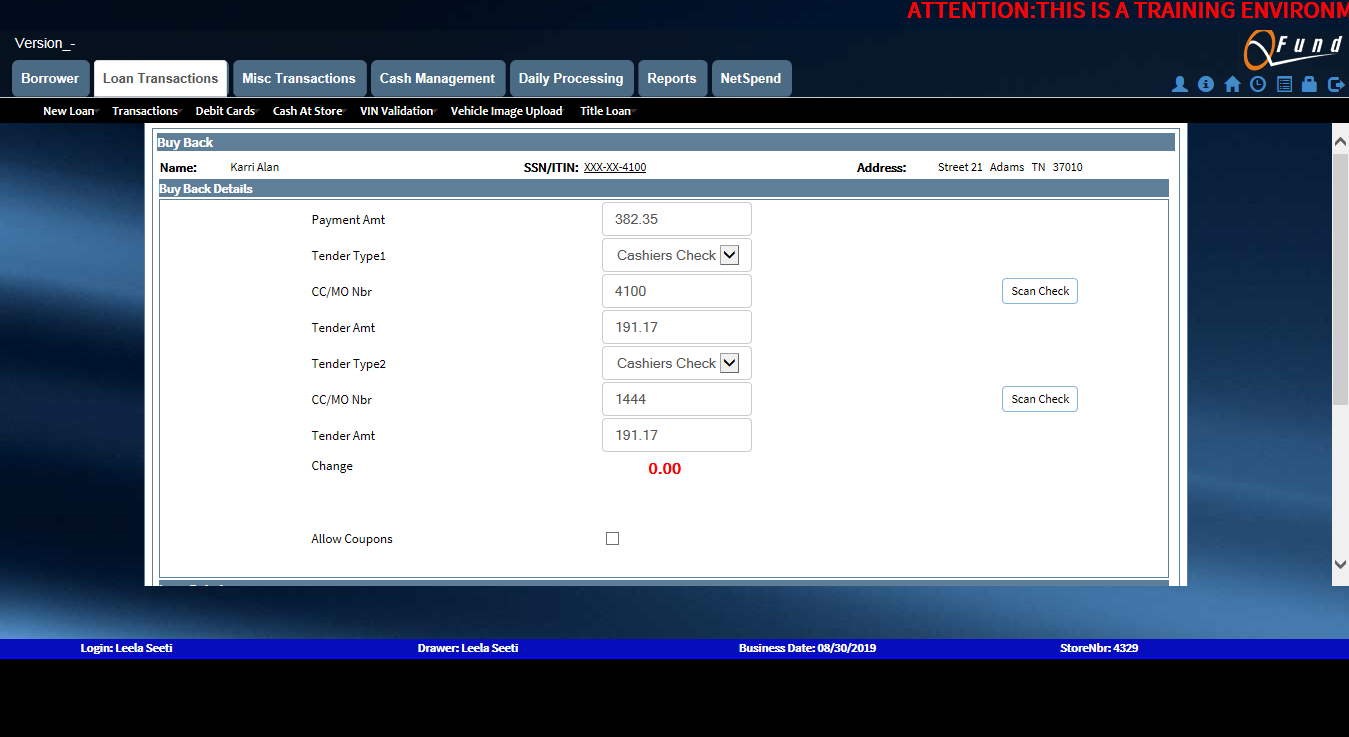 ATTENTION:THIS IS A TRAINING ENVIRONM
Version_-
QFund
Borrower Loan Transactions Misc Transactions Cash Management Daily Processing Reports NetSpend
New Loan Transactions Debit Cards Cash At Store VIN Validation Vehicle Image Upload Title Loan
Buy Back
Name: Karri Alan SSN/ITIN: XXX-XX-4100 Address: Street 21 Adams TN 37010
Buy Back Details
Payment Amt 382.35
Tender Type1 Cashiers Check
CC/MO Nbr 4100 Scan Check
Tender Amt 191.17
Tender Type2 Cashiers Check
CC/MO Nbr 1444 Scan Check
Tender Amt 191.17
Change 0.00
Allow Coupons
Login: Leela Seeti Drawer: Leela Seeti Business Date: 08/30/2019 StoreNbr: 4329